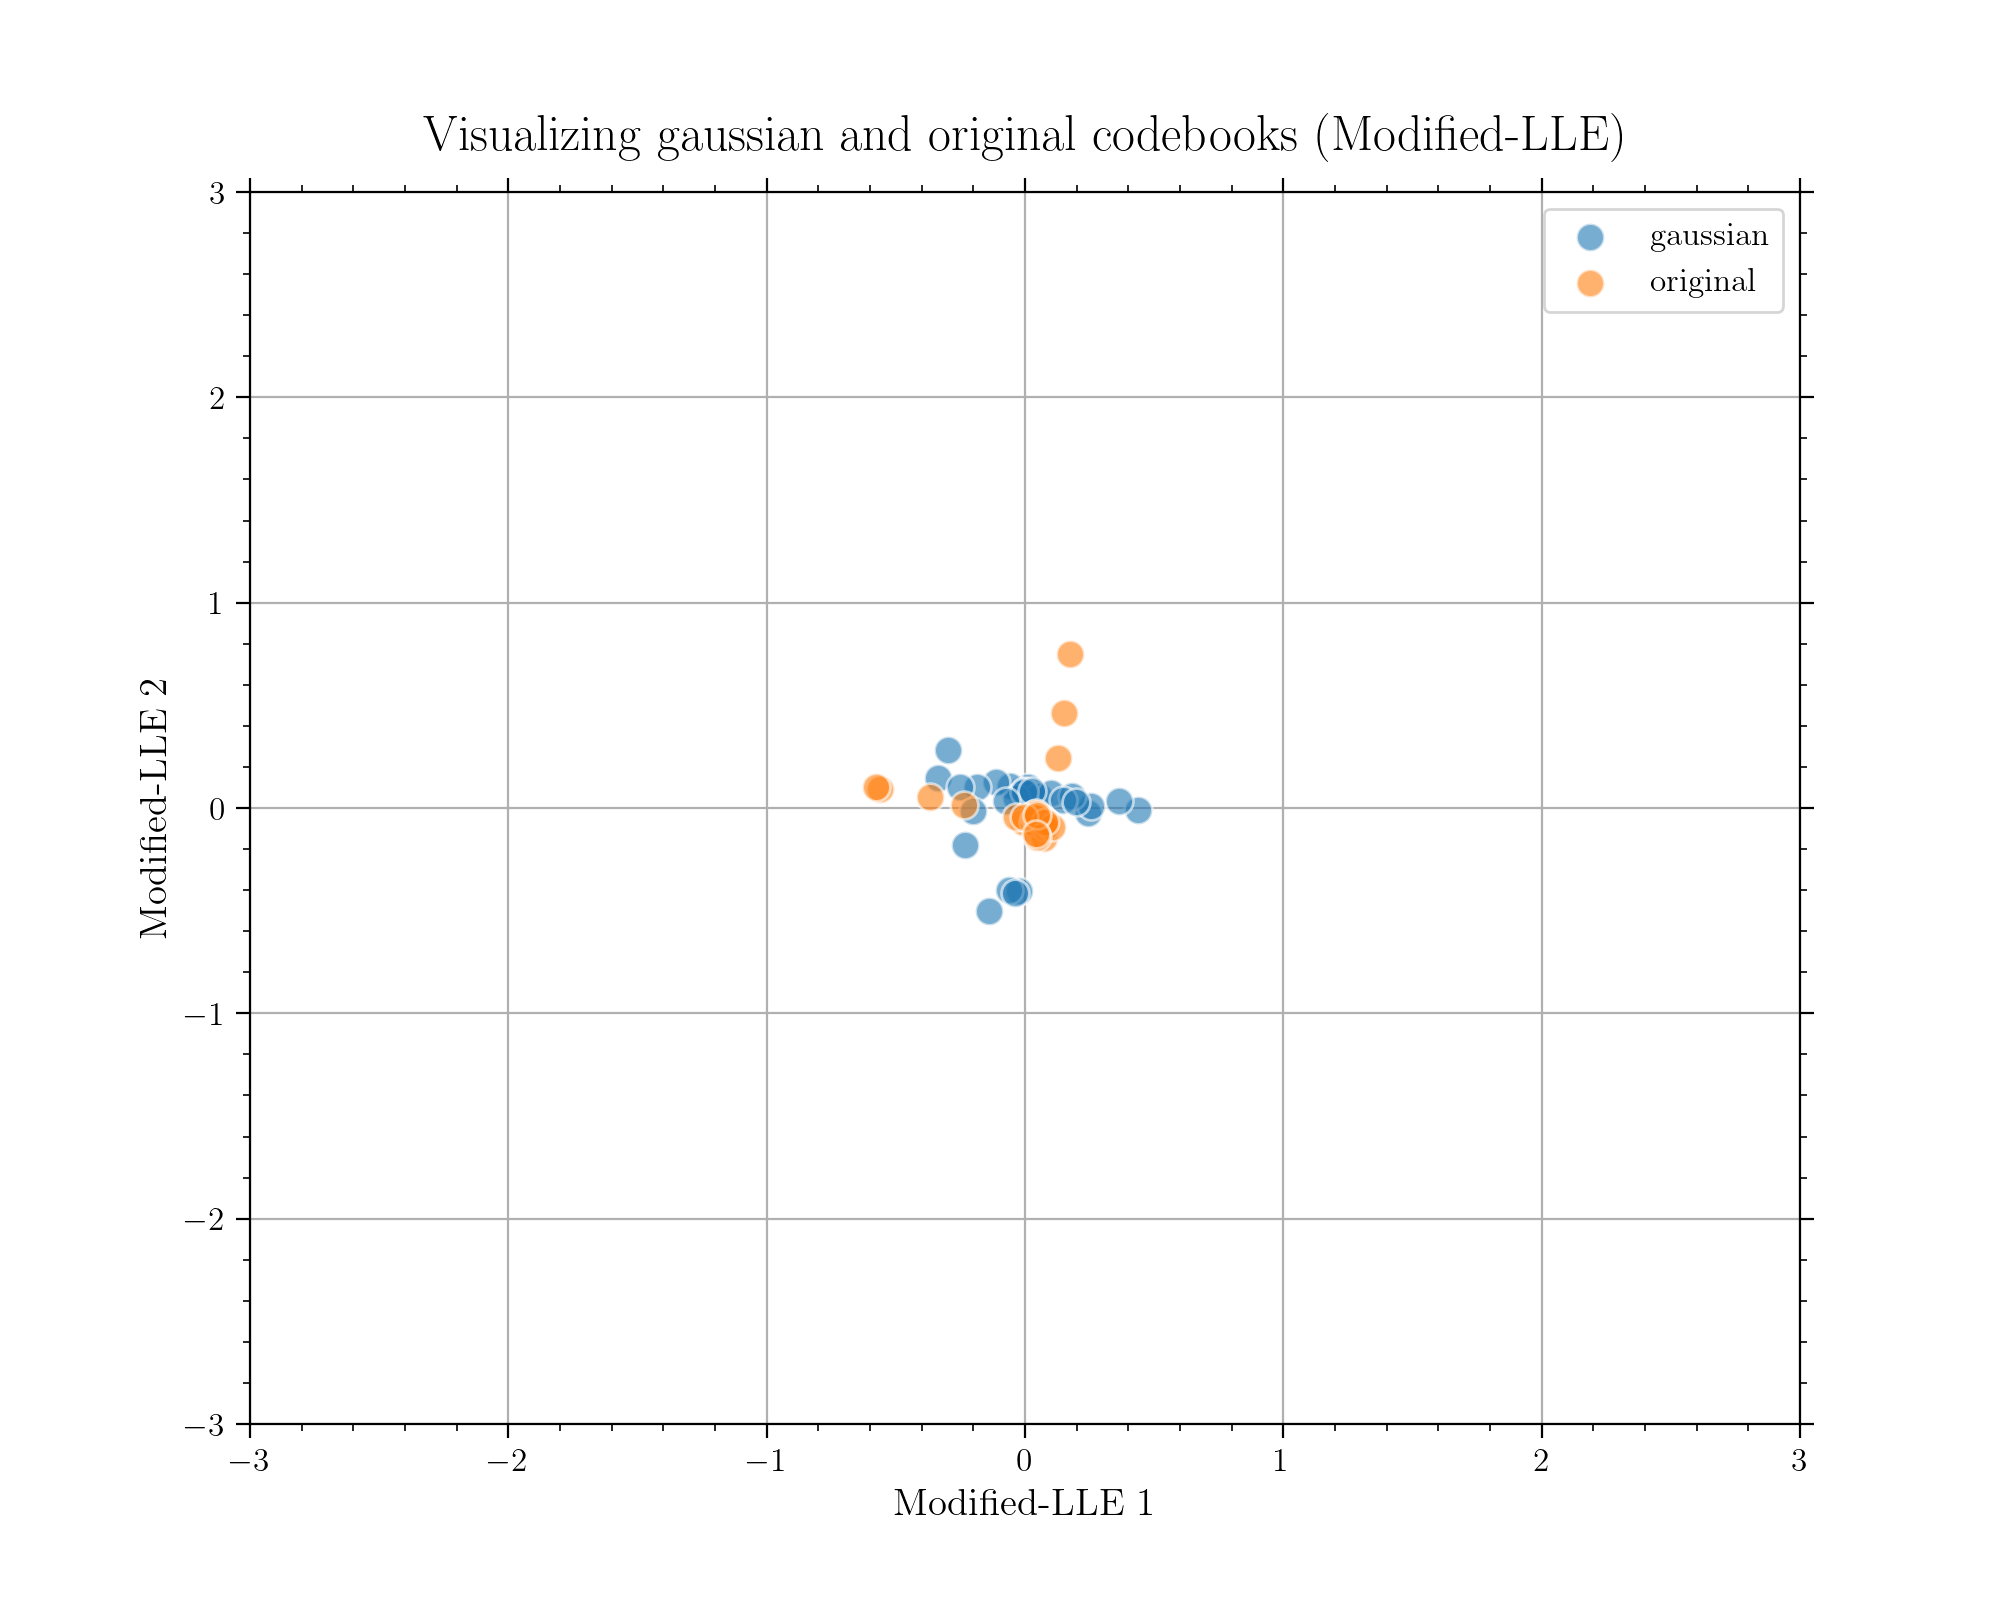 Visualizing gaussian and original codebooks (Modified-LLE)
gaussian
original
3
2
1
0
−1
−2
−3
Modified-LLE 2
−3
−2
−1
0
1
2
3
Modified-LLE 1